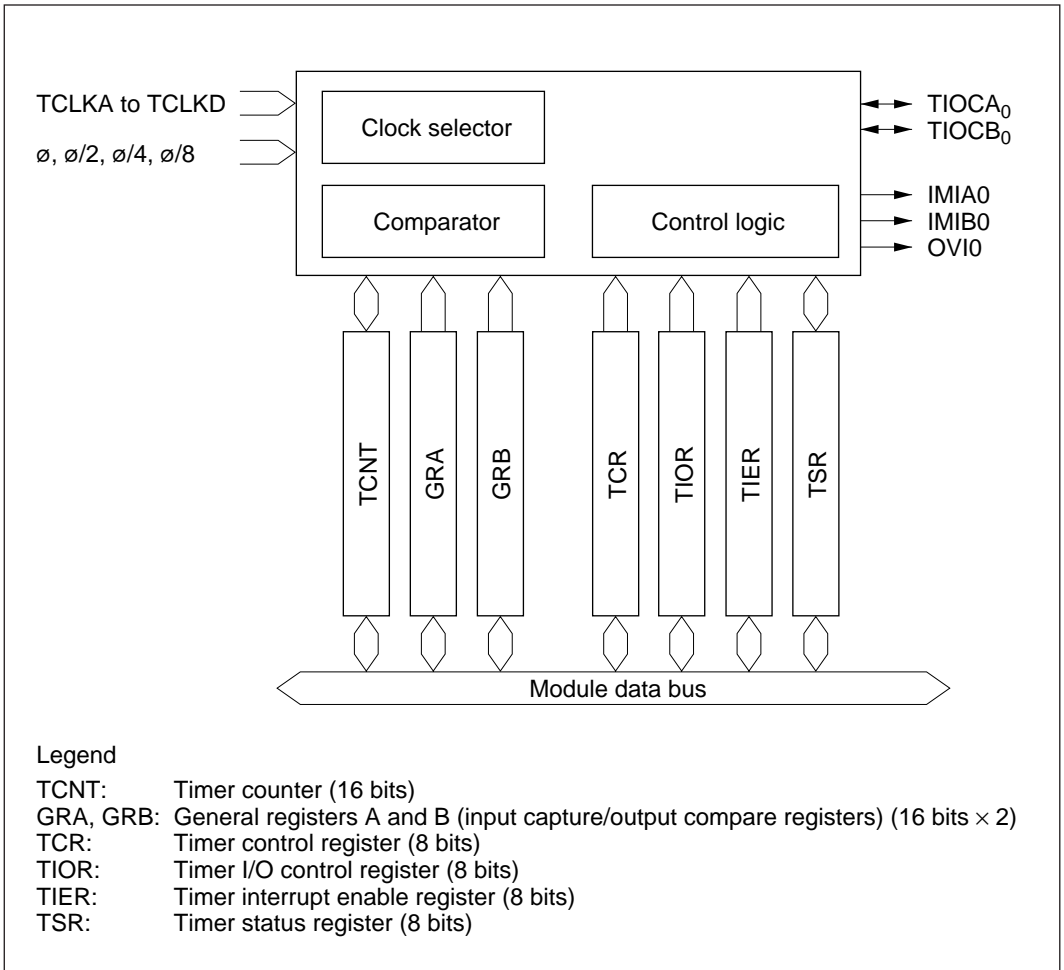 TCLKA to TCLKD
ø, ø/2, ø/4, ø/8
Clock selector
Comparator
Control logic
TIOCA0
TIOCB0
IMIA0
IMIB0
OVI0
TCNT
GRA
GRB
TCR
TIOR
TIER
TSR
Module data bus
Legend
TCNT: Timer counter (16 bits)
GRA, GRB: General registers A and B (input capture/output compare registers) (16 bits × 2)
TCR: Timer control register (8 bits)
TIOR: Timer I/O control register (8 bits)
TIER: Timer interrupt enable register (8 bits)
TSR: Timer status register (8 bits)